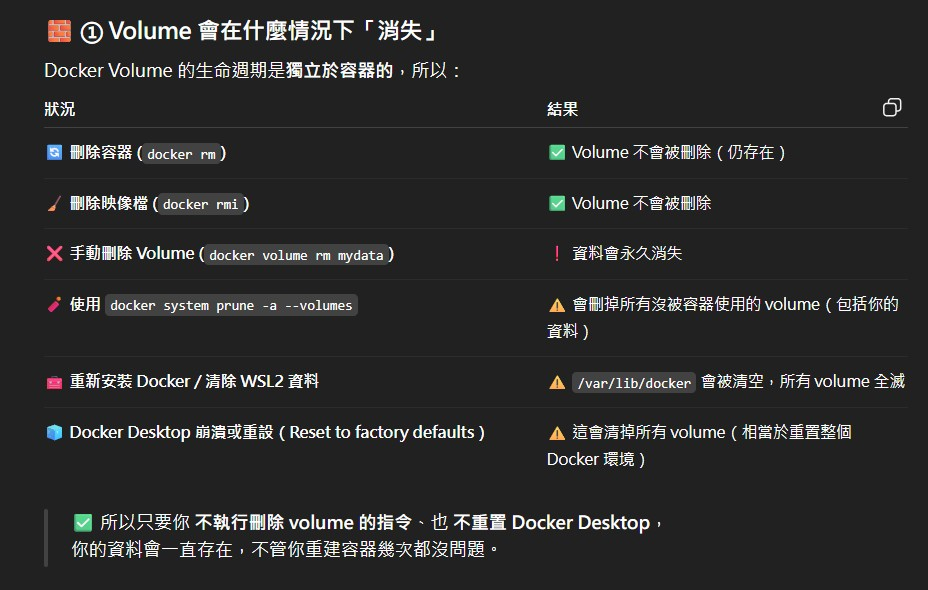 🧱 ① Volume 會在什麼情況下「消失」
Docker Volume 的生命週期是獨立於容器的，所以：
狀況 結果
🔄 刪除容器 ( docker rm ) ✅ Volume 不會被刪除（仍存在）
🧹 刪除映像檔 ( docker rmi ) ✅ Volume 不會被刪除
❌ 手動刪除 Volume ( docker volume rm mydata ) ❗ 資料會永久消失
🧨 使用 docker system prune -a --volumes ⚠️ 會刪掉所有沒被容器使用的 volume（包括你的
資料）
🧰 重新安裝 Docker / 清除 WSL2 資料 ⚠️ /var/lib/docker 會被清空，所有 volume 全滅
🧊 Docker Desktop 崩潰或重設（Reset to factory defaults） ⚠️ 這會清掉所有 volume（相當於重置整個
Docker 環境）
✅ 所以只要你 不執行刪除 volume 的指令、也 不重置 Docker Desktop，
你的資料會一直存在，不管你重建容器幾次都沒問題。